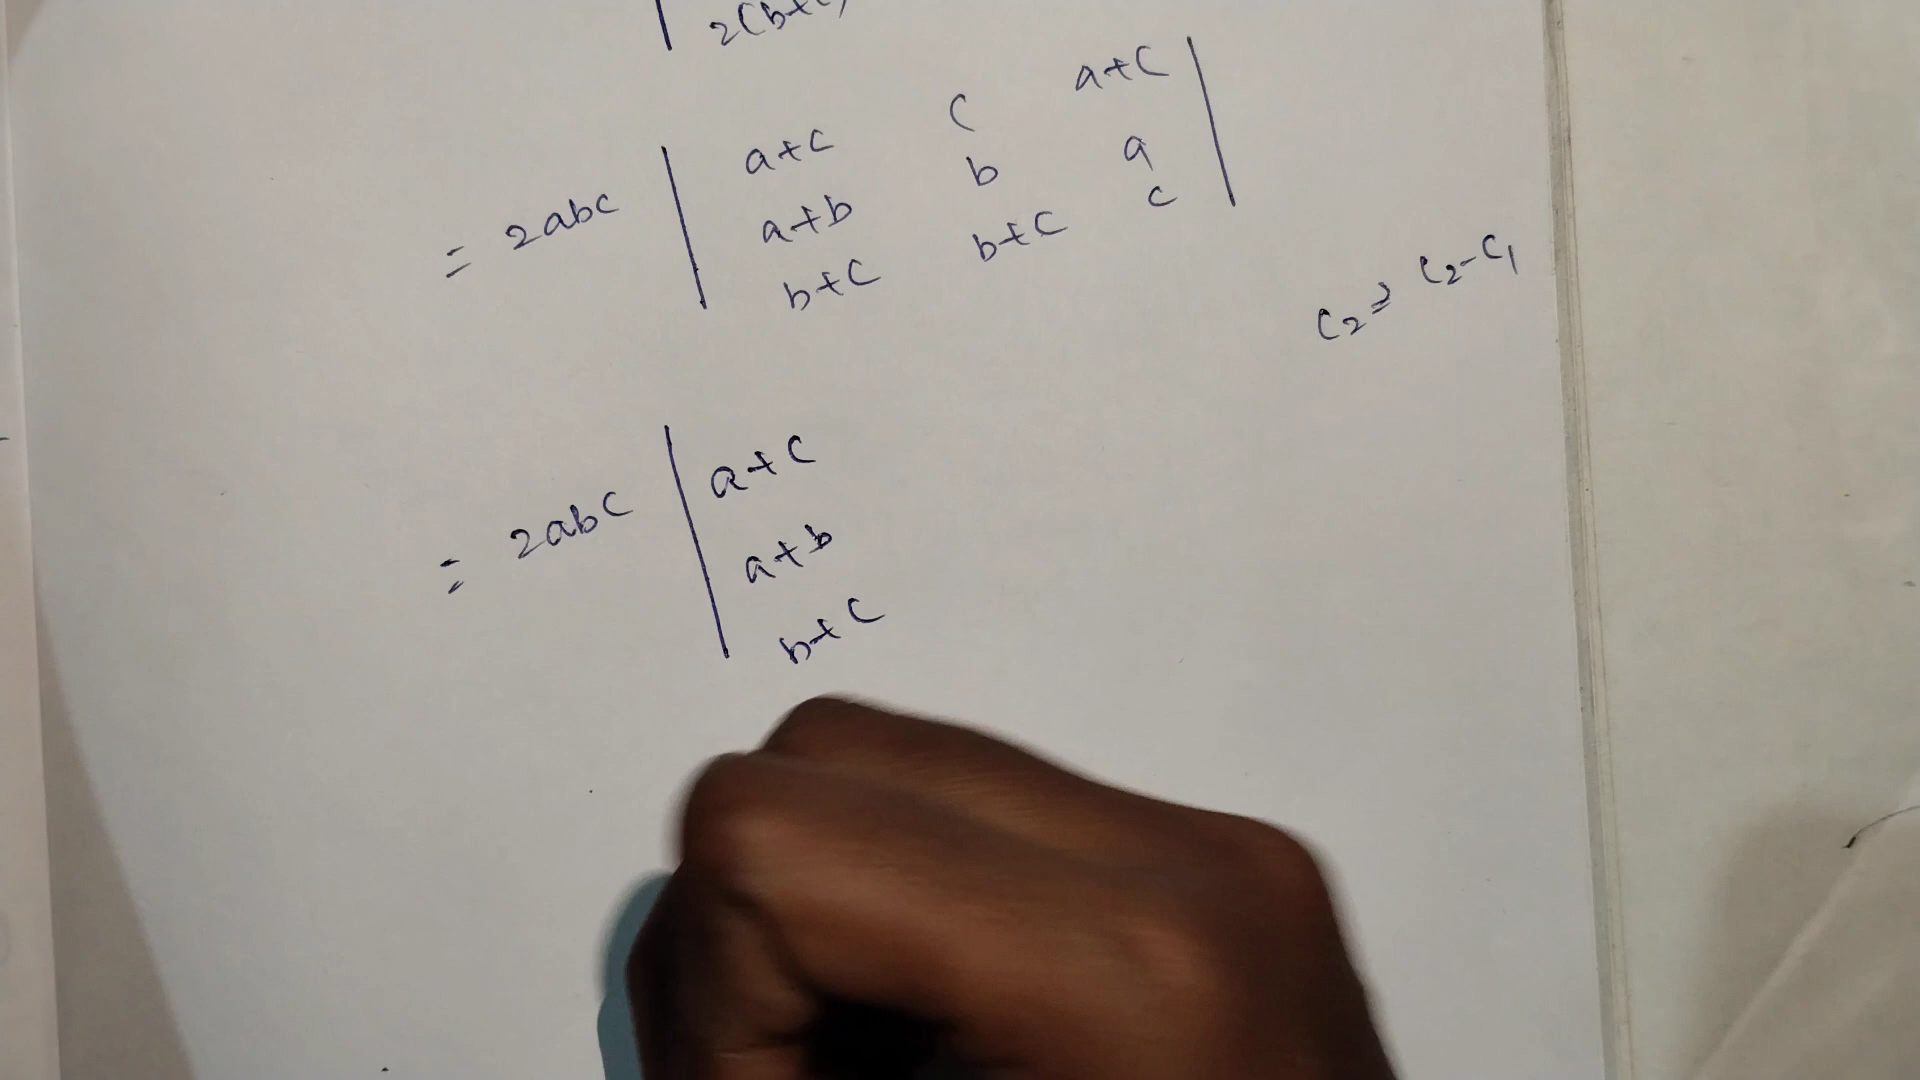 2(b+c)
= 2abc | a+c c a+c |
a+b b a
b+c b+c c
C2 ⇒ C2-C1
= 2abc | a+c
a+b
b+c